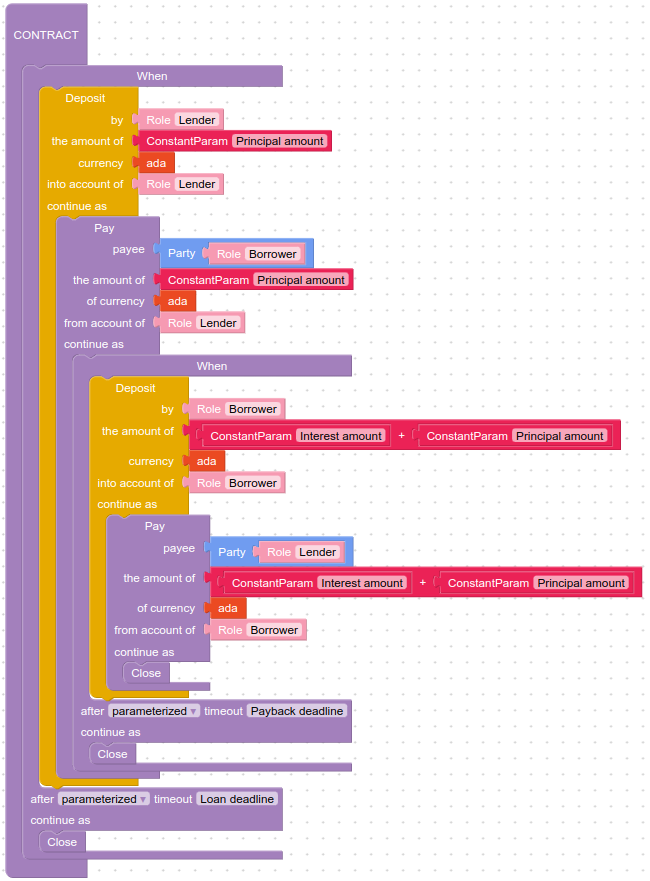 CONTRACT
When
Deposit
by Role Lender
the amount of ConstantParam Principal amount
currency ada
into account of Role Lender
continue as
Pay
payee Party Role Borrower
the amount of ConstantParam Principal amount
of currency ada
from account of Role Lender
continue as
When
Deposit
by Role Borrower
the amount of ConstantParam Interest amount + ConstantParam Principal amount
currency ada
into account of Role Borrower
continue as
Pay
payee Party Role Lender
the amount of ConstantParam Interest amount + ConstantParam Principal amount
of currency ada
from account of Role Borrower
continue as
Close
after parameterized ▾ timeout Payback deadline
continue as
Close
after parameterized ▾ timeout Loan deadline
continue as
Close